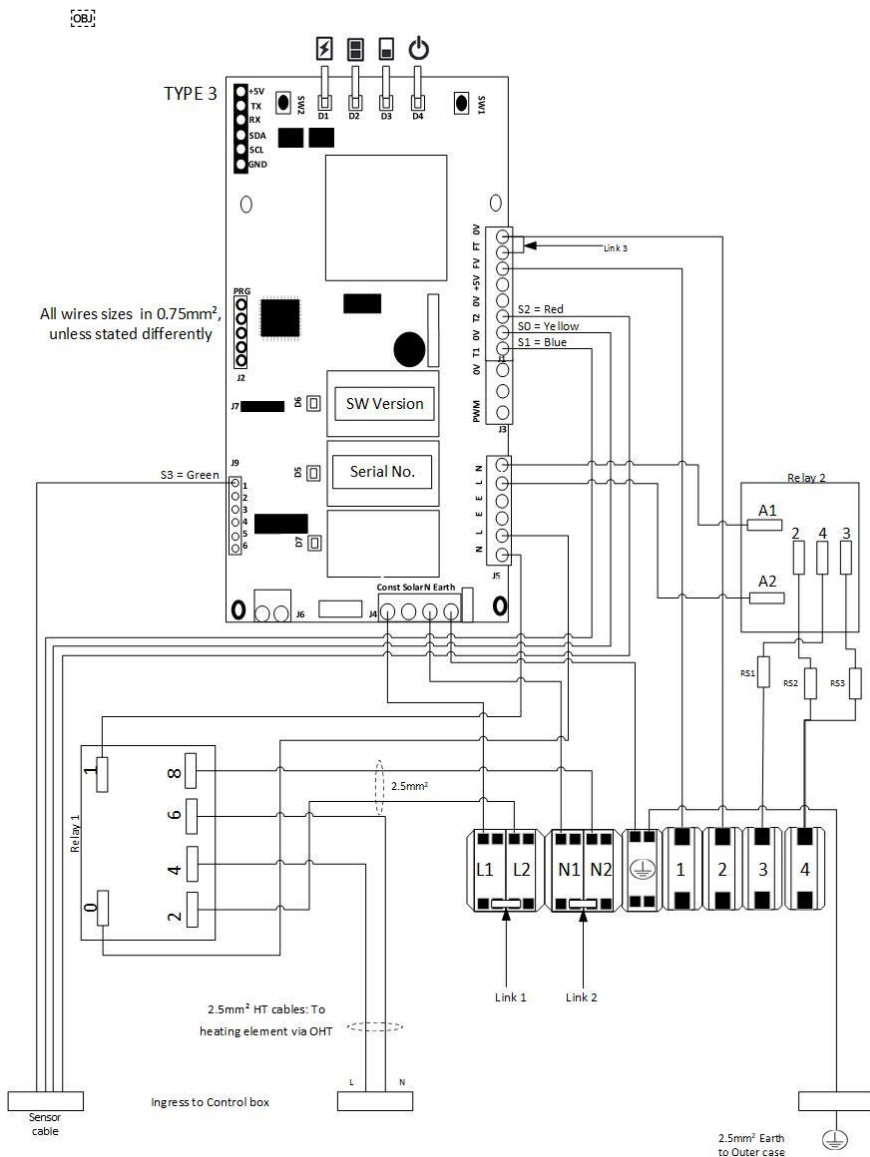 OBJ
TYPE 3
+5V
TX
RX
SDA
SCL
GND
SW2
D1
D2
D3
D4
SW1
0V
FT
FV
+5V
0V
T2
0V
T1
J1
Link 3
S2 = Red
S0 = Yellow
S1 = Blue
All wires sizes in 0.75mm²,
unless stated differently
PRG
J2
J7
D6
SW Version
0V
PWM
J3
S3 = Green
J9
1
2
3
4
5
6
D5
Serial No.
D7
N
L
E
E
L
N
J5
J6
J4
Const Solar N Earth
Relay 2
A1
A2
2
4
3
RS1
RS2
RS3
Relay 1
1
0
8
6
4
2
2.5mm²
L1
L2
N1
N2
1
2
3
4
Link 1
Link 2
2.5mm² HT cables: To
heating element via OHT
L
N
Sensor
cable
Ingress to Control box
2.5mm² Earth
to Outer case